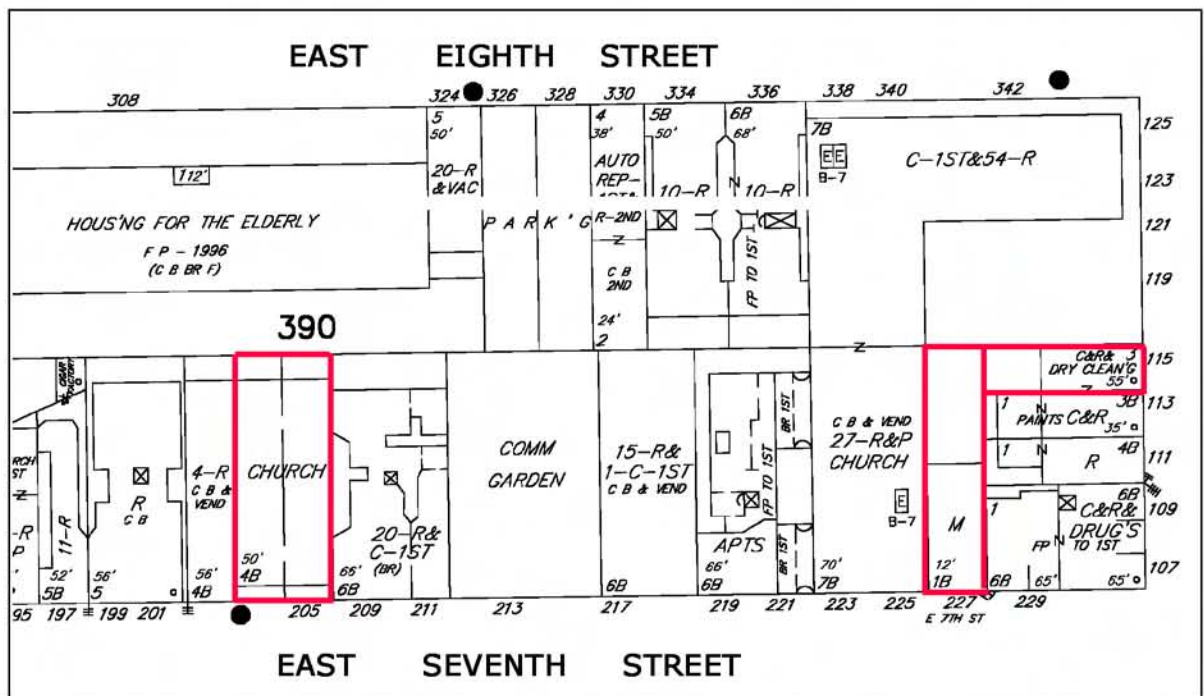 EAST EIGHTH STREET
308 324 326 328 330 334 336 338 340 342
5 4 5B 6B 7B 125
50' 38' 50' 68'
E E
B-7
C-1ST&54-R
112'
20-R
& VAC
AUTO
REP-
10-R 10-R N
123
HOUS'NG FOR THE ELDERLY
F P - 1996
(C B BR F)
PARK'G
R-2ND
Z
C B
2ND
FP TO 1ST
121
119
24'
2
390
Z
C&R& 3
DRY CLEAN'G
55'
115
CIGAR
FACTORY
1 N 3B
PAINTS C&R
35'
113
1 N 4B
R
111
4-R
C B &
VEND
CHURCH
COMM
GARDEN
15-R&
1-C-1ST
C B & VEND
BR 1ST
FP TO 1ST
C B & VEND
27-R&P
CHURCH
E
B-7
R
C B
11-R
-R
P
Z
20-R&
C-1ST
(BR)
APTS
BR 1ST
M
1 6B
C&R&
DRUG'S
TO 1ST
FP N
109
107
52' 56' 56' 50' 66' 66' 70' 12' 65' 65'
5B 5 4B 4B 6B 6B 6B 7B 1B 6B
95 197 199 201 205 209 211 213 217 219 221 223 225 227 229
E 7TH ST
EAST SEVENTH STREET